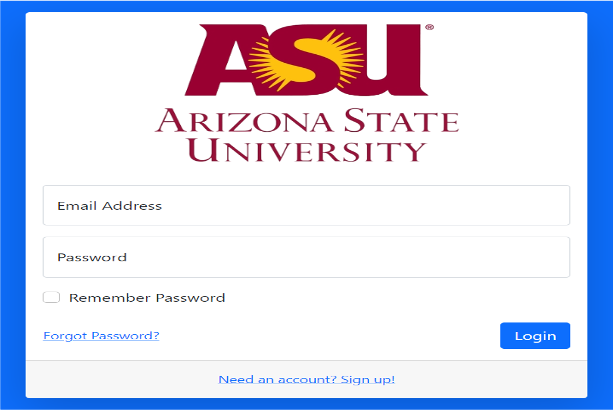 ASU®
ARIZONA STATE
UNIVERSITY
Email Address
Password
Remember Password
Forgot Password?
Login
Need an account? Sign up!